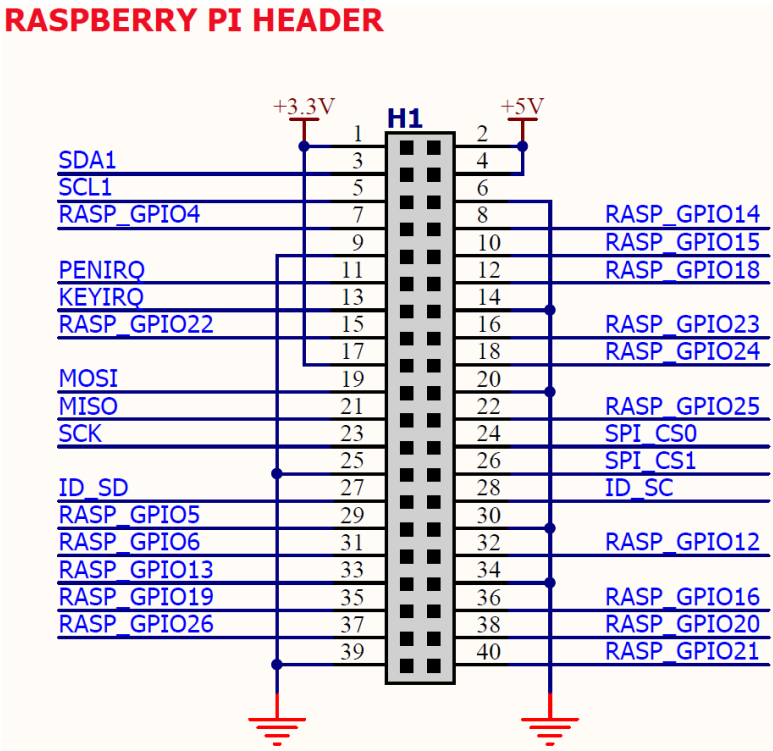 RASPBERRY PI HEADER
+3.3V +5V
H1
1 2
SDA1 3 4
SCL1 5 6
RASP_GPIO4 7 8 RASP_GPIO14
9 10 RASP_GPIO15
PENIRQ 11 12 RASP_GPIO18
KEYIRQ 13 14
RASP_GPIO22 15 16 RASP_GPIO23
17 18 RASP_GPIO24
MOSI 19 20
MISO 21 22 RASP_GPIO25
SCK 23 24 SPI_CS0
25 26 SPI_CS1
ID_SD 27 28 ID_SC
RASP_GPIO5 29 30
RASP_GPIO6 31 32 RASP_GPIO12
RASP_GPIO13 33 34
RASP_GPIO19 35 36 RASP_GPIO16
RASP_GPIO26 37 38 RASP_GPIO20
39 40 RASP_GPIO21